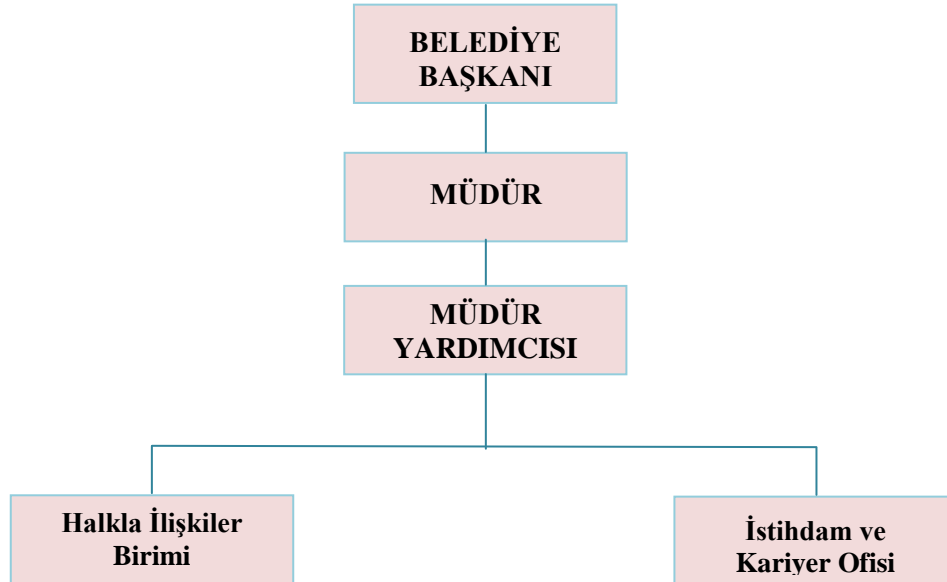 BELEDİYE
BAŞKANI
MÜDÜR
MÜDÜR
YARDIMCISI
Halkla İlişkiler
Birimi
İstihdam ve
Kariyer Ofisi